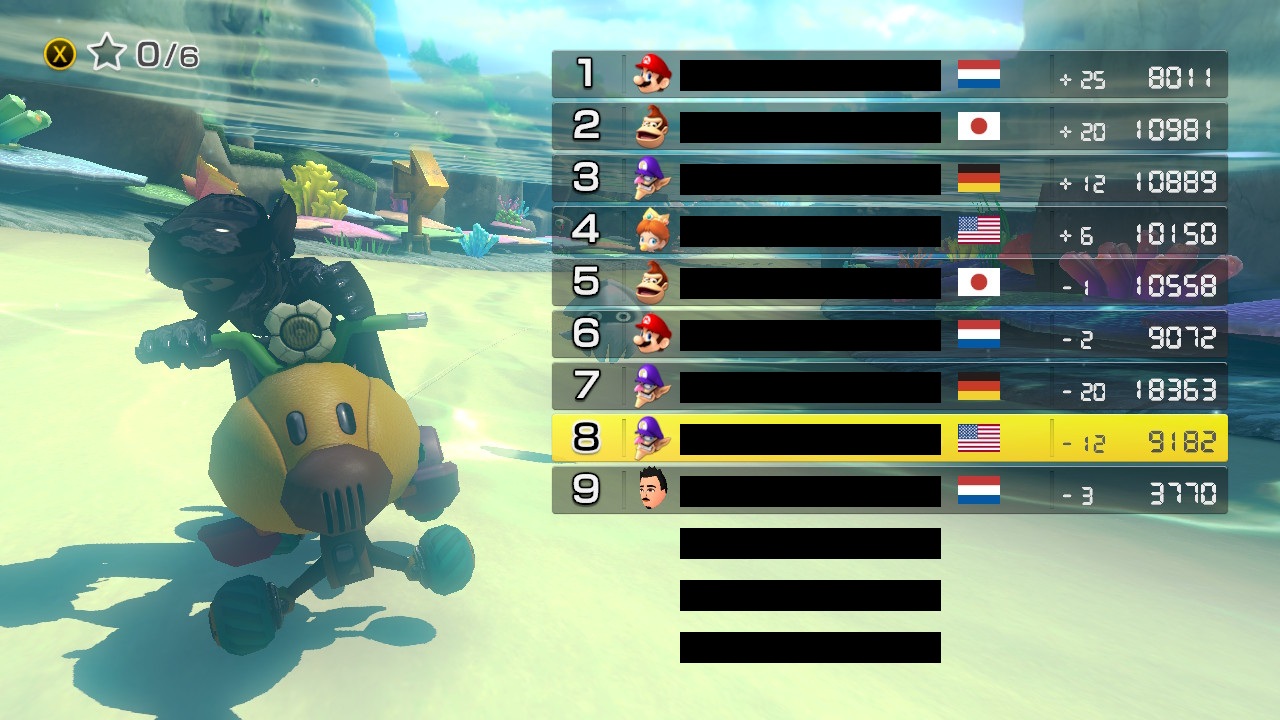 X 0/6
1 + 25 8011
2 + 20 10981
3 + 12 10889
4 + 6 10150
5 - 1 10558
6 - 2 9072
7 - 20 18363
8 - 12 9182
9 - 3 3770